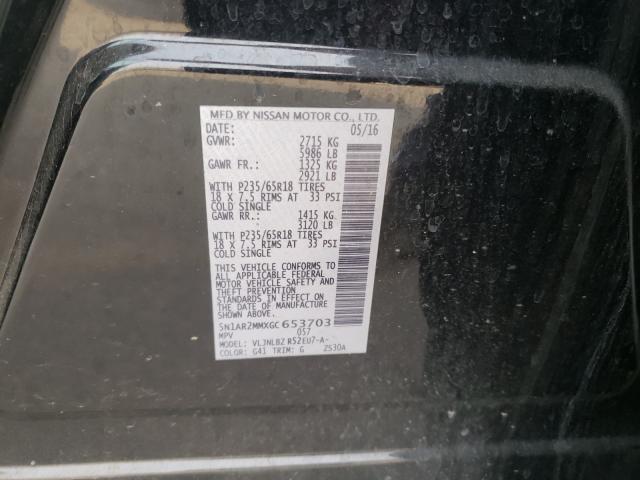 MFD BY NISSAN MOTOR CO., LTD.
DATE: 05/16
GVWR: 2715 KG
5986 LB
GAWR FR.: 1325 KG
2921 LB
WITH P235/65R18 TIRES
18 X 7.5 RIMS AT 33 PSI
COLD SINGLE
GAWR RR.: 1415 KG.
3120 LB
WITH P235/65R18 TIRES
18 X 7.5 RIMS AT 33 PSI
COLD SINGLE
THIS VEHICLE CONFORMS TO
ALL APPLICABLE FEDERAL
MOTOR VEHICLE SAFETY AND
THEFT PREVENTION
STANDARDS IN EFFECT ON
THE DATE OF MANUFACTURE
SHOWN ABOVE.
5N1AR2MMXGC653703
MPV 057
MODEL: VLJNLBZ R52EU7-A-
COLOR: G41 TRIM: G ZS30A